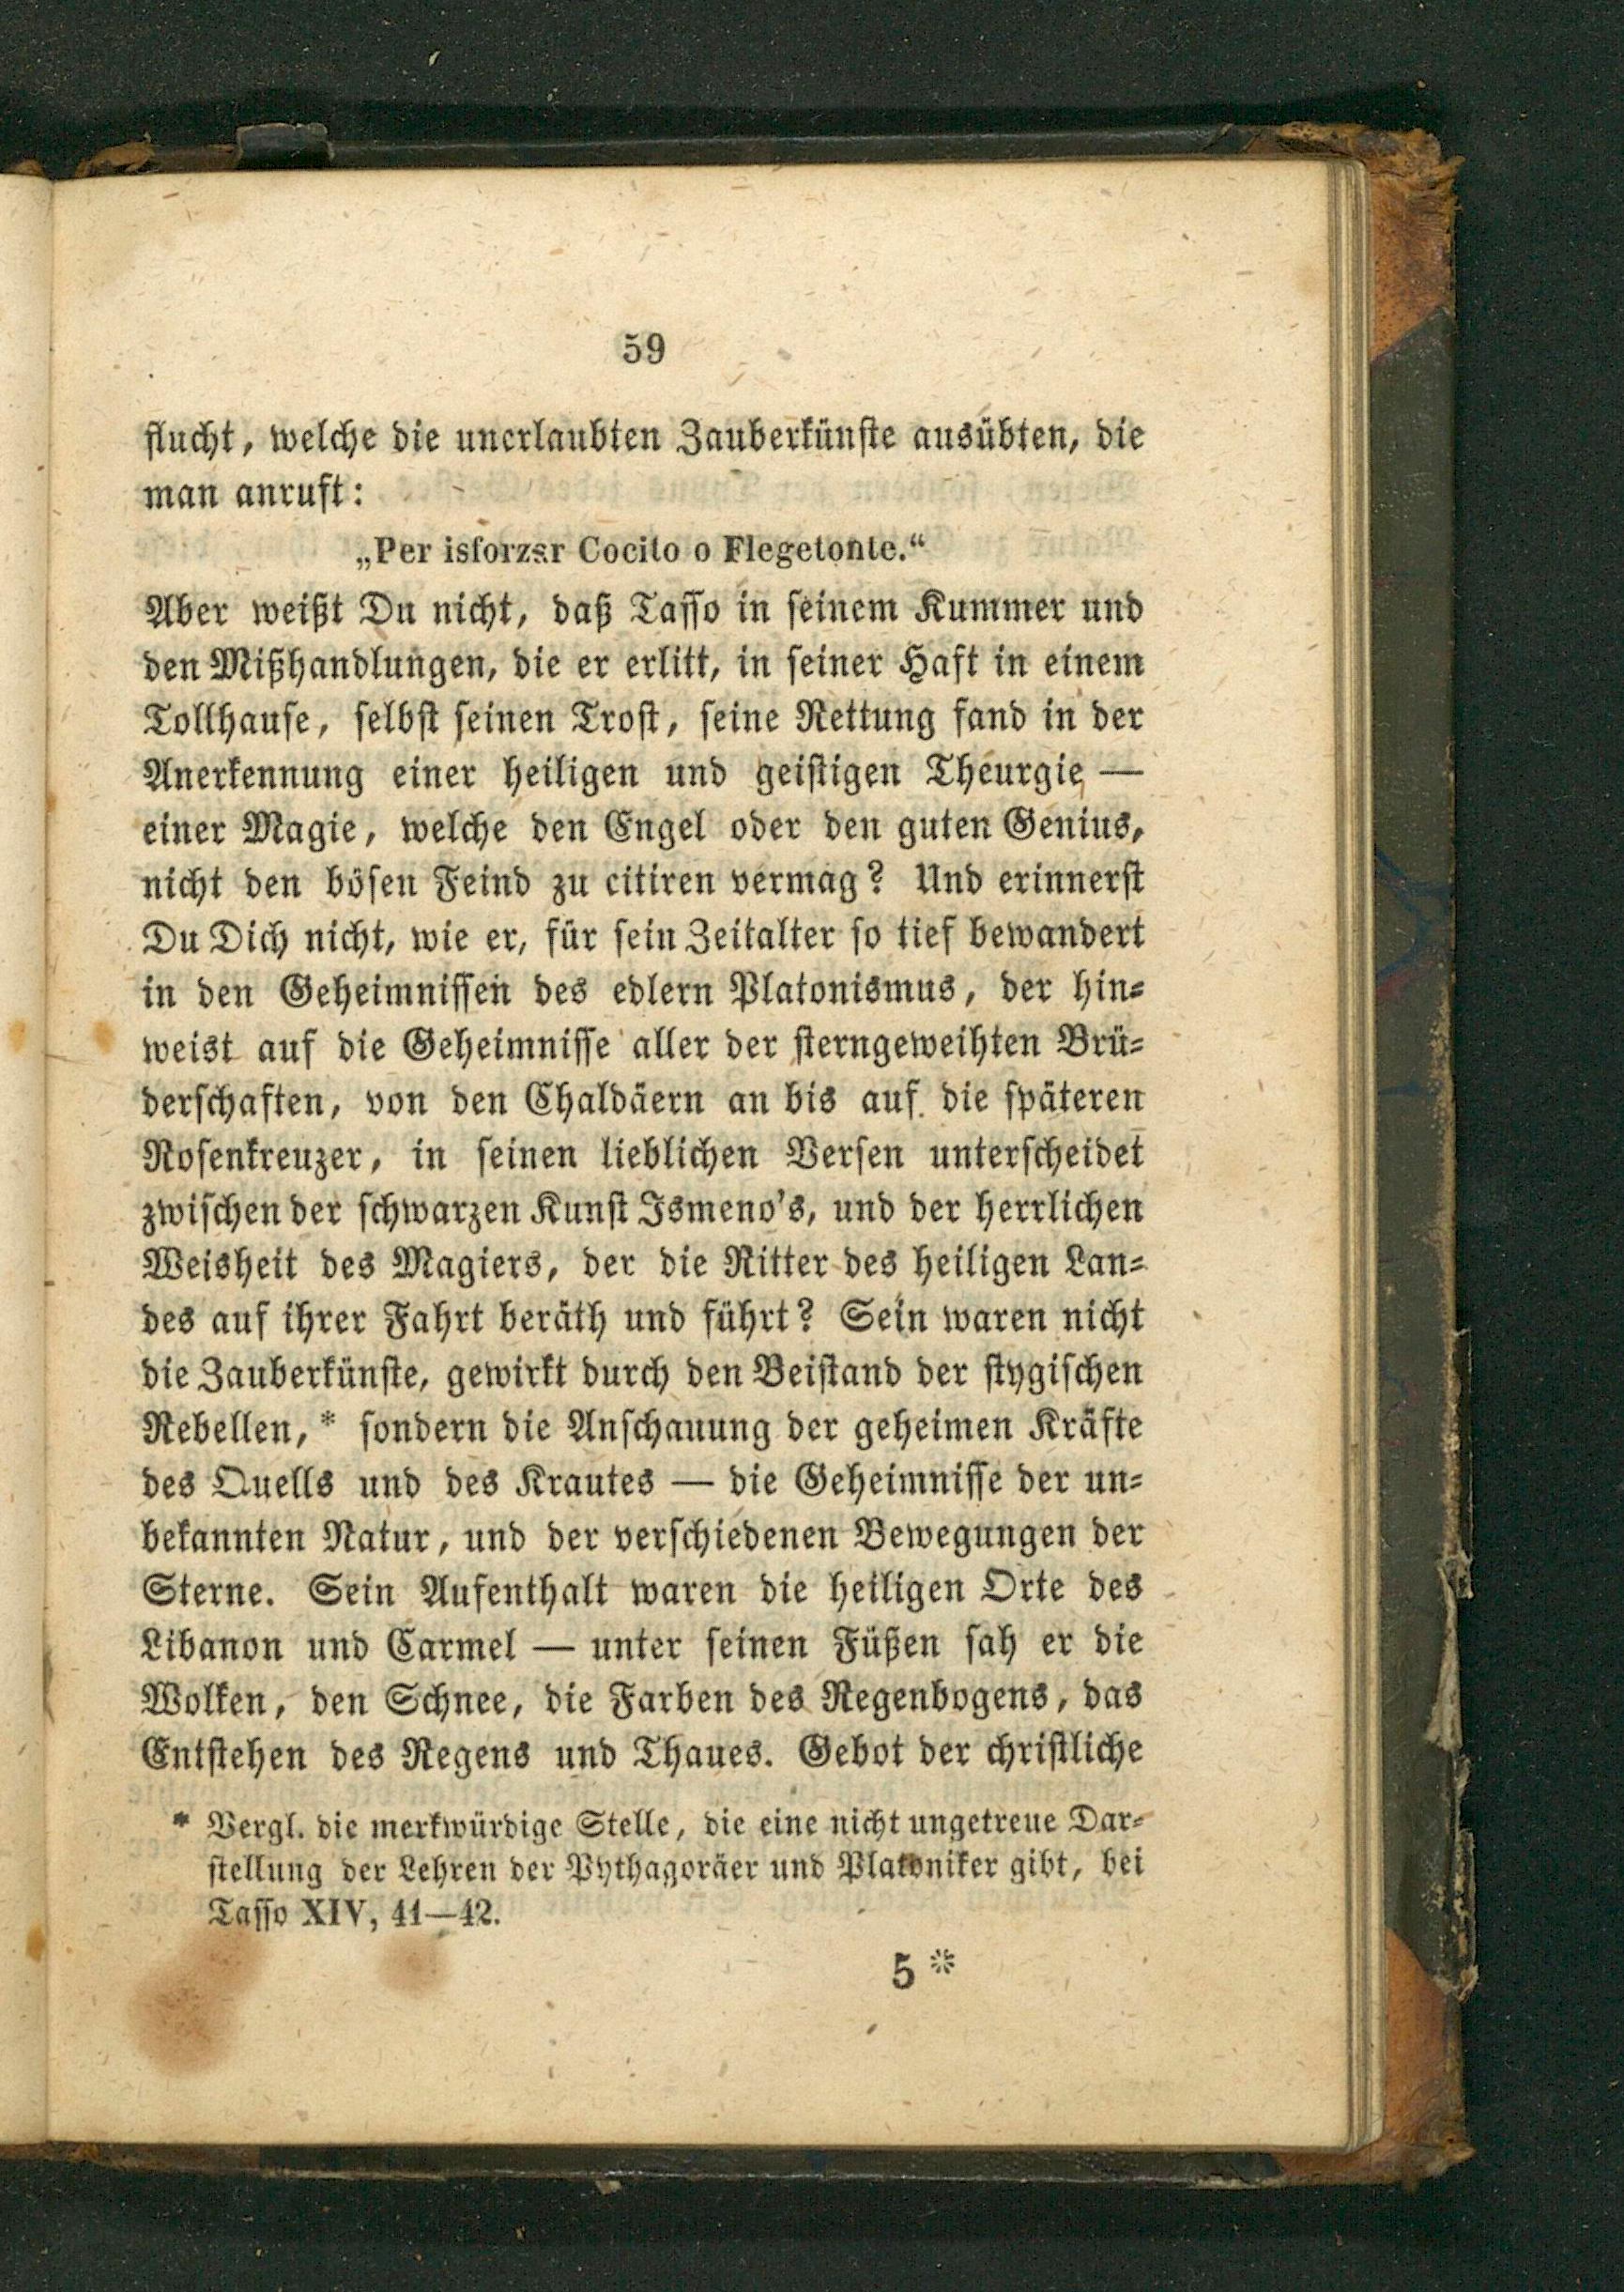 59
flucht, welche die unerlaubten Zauberkünste ausübten, die
man anruft:
„Per isforzar Cocito o Flegetonte.“
Aber weißt Du nicht, daß Tasso in seinem Kummer und
den Mißhandlungen, die er erlitt, in seiner Haft in einem
Tollhause, selbst seinen Trost, seine Rettung fand in der
Anerkennung einer heiligen und geistigen Theurgie —
einer Magie, welche den Engel oder den guten Genius,
nicht den bösen Feind zu citiren vermag? Und erinnerst
Du Dich nicht, wie er, für sein Zeitalter so tief bewandert
in den Geheimnissen des edlern Platonismus, der hin-
weist auf die Geheimnisse aller der sterngeweihten Brü-
derschaften, von den Chaldäern an bis auf die späteren
Rosenkreuzer, in seinen lieblichen Versen unterscheidet
zwischen der schwarzen Kunst Ismeno's, und der herrlichen
Weisheit des Magiers, der die Ritter des heiligen Lan-
des auf ihrer Fahrt beräth und führt? Sein waren nicht
die Zauberkünste, gewirkt durch den Beistand der stygischen
Rebellen,* sondern die Anschauung der geheimen Kräfte
des Quells und des Krautes — die Geheimnisse der un-
bekannten Natur, und der verschiedenen Bewegungen der
Sterne. Sein Aufenthalt waren die heiligen Orte des
Libanon und Carmel — unter seinen Füßen sah er die
Wolken, den Schnee, die Farben des Regenbogens, das
Entstehen des Regens und Thaues. Gebot der christliche
* Vergl. die merkwürdige Stelle, die eine nicht ungetreue Dar-
stellung der Lehren der Pythagoräer und Platoniker gibt, bei
Tasso XIV, 41—42.
5*